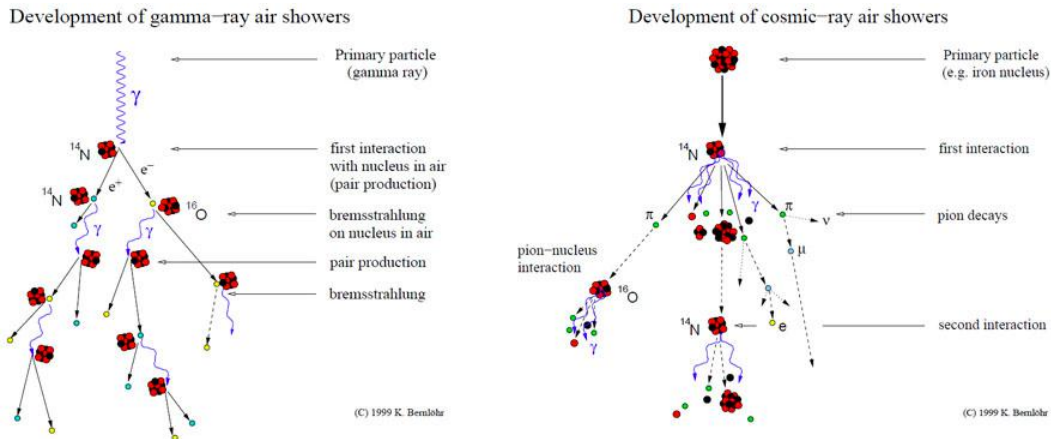 Development of gamma−ray air showers
Primary particle
(gamma ray)
γ
14N
first interaction
with nucleus in air
(pair production)
e+
e−
14N
16O
bremsstrahlung
on nucleus in air
γ
γ
pair production
bremsstrahlung
(C) 1999 K. Bernlöhr
Development of cosmic−ray air showers
Primary particle
(e.g. iron nucleus)
14N
first interaction
π
γ
π
ν
pion decays
μ
pion−nucleus
interaction
16O
14N
e
second interaction
γ
(C) 1999 K. Bernlöhr